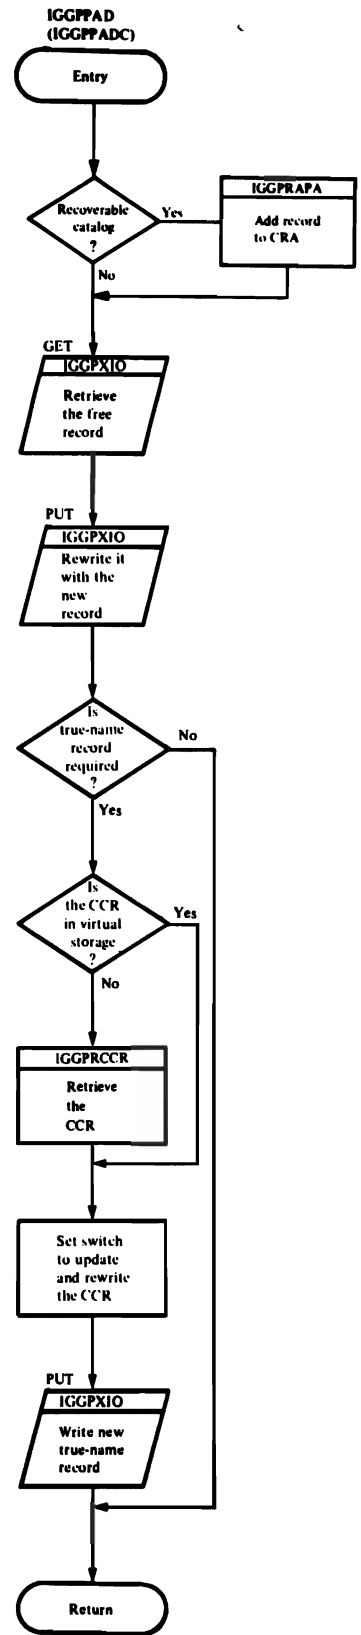 IGGPPAD
(IGGPPADC)
Entry
Recoverable
catalog
?
Yes
No
IGGPRAPA
Add record
to CRA
GET
IGGPXIO
Retrieve
the free
record
PUT
IGGPXIO
Rewrite it
with the
new
record
Is
true-name
record
required
?
No
Yes
Is
the CCR
in virtual
storage
?
Yes
No
IGGPRCCR
Retrieve
the
CCR
Set switch
to update
and rewrite
the CCR
PUT
IGGPXIO
Write new
true-name
record
Return